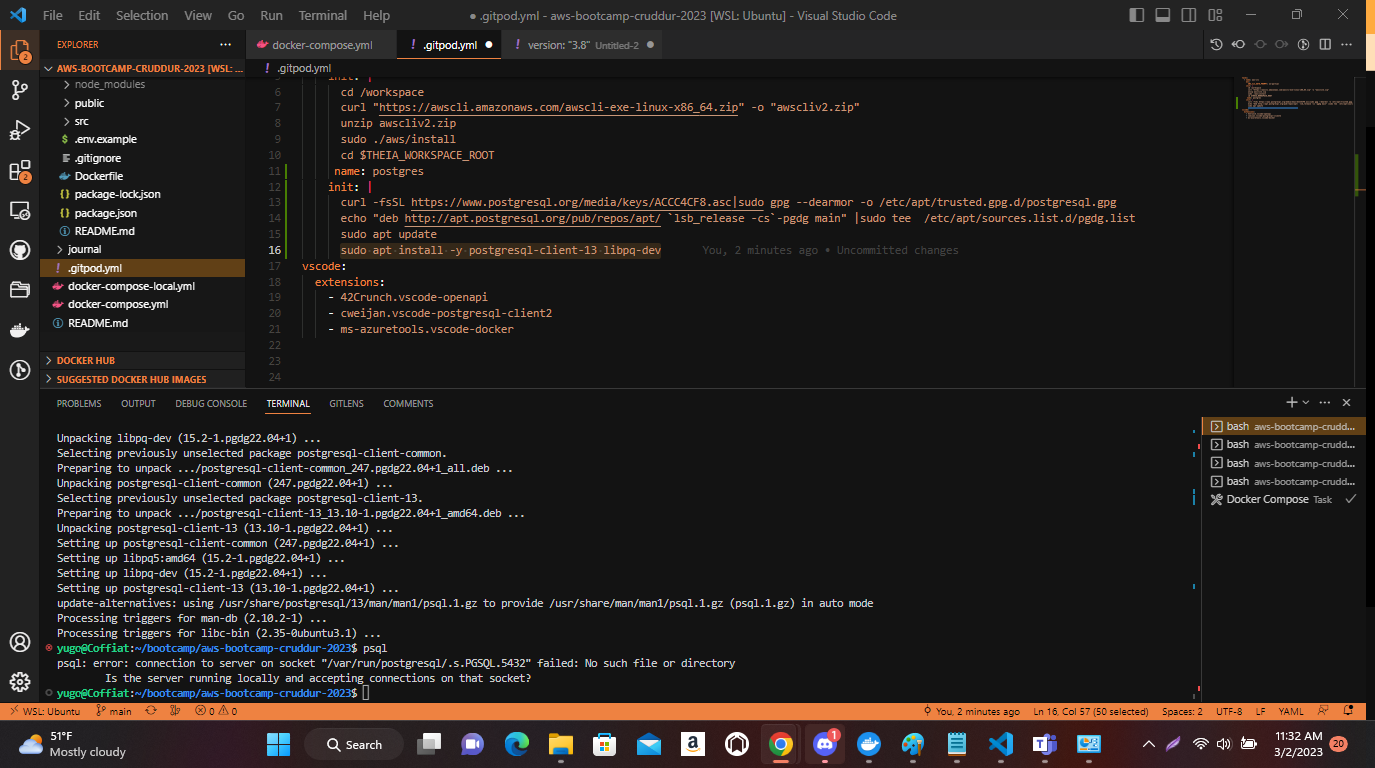 File Edit Selection View Go Run Terminal Help
● .gitpod.yml - aws-bootcamp-cruddur-2023 [WSL: Ubuntu] - Visual Studio Code
EXPLORER
AWS-BOOTCAMP-CRUDDUR-2023 [WSL: ...
node_modules
public
src
.env.example
.gitignore
Dockerfile
package-lock.json
package.json
README.md
journal
.gitpod.yml
docker-compose-local.yml
docker-compose.yml
README.md
DOCKER HUB
SUGGESTED DOCKER HUB IMAGES
docker-compose.yml
.gitpod.yml
version: "3.8" Untitled-2
.gitpod.yml
5 init: |
6 cd /workspace
7 curl "https://awscli.amazonaws.com/awscli-exe-linux-x86_64.zip" -o "awscliv2.zip"
8 unzip awscliv2.zip
9 sudo ./aws/install
10 cd $THEIA_WORKSPACE_ROOT
11 name: postgres
12 init: |
13 curl -fsSL https://www.postgresql.org/media/keys/ACCC4CF8.asc|sudo gpg --dearmor -o /etc/apt/trusted.gpg.d/postgresql.gpg
14 echo "deb http://apt.postgresql.org/pub/repos/apt/ `lsb_release -cs`-pgdg main" |sudo tee  /etc/apt/sources.list.d/pgdg.list
15 sudo apt update
16 sudo apt install -y postgresql-client-13 libpq-dev You, 2 minutes ago • Uncommitted changes
17 vscode:
18 extensions:
19 - 42Crunch.vscode-openapi
20 - cweijan.vscode-postgresql-client2
21 - ms-azuretools.vscode-docker
22
23
24
PROBLEMS OUTPUT DEBUG CONSOLE TERMINAL GITLENS COMMENTS
Unpacking libpq-dev (15.2-1.pgdg22.04+1) ...
Selecting previously unselected package postgresql-client-common.
Preparing to unpack .../postgresql-client-common_247.pgdg22.04+1_all.deb ...
Unpacking postgresql-client-common (247.pgdg22.04+1) ...
Selecting previously unselected package postgresql-client-13.
Preparing to unpack .../postgresql-client-13_13.10-1.pgdg22.04+1_amd64.deb ...
Unpacking postgresql-client-13 (13.10-1.pgdg22.04+1) ...
Setting up postgresql-client-common (247.pgdg22.04+1) ...
Setting up libpq5:amd64 (15.2-1.pgdg22.04+1) ...
Setting up libpq-dev (15.2-1.pgdg22.04+1) ...
Setting up postgresql-client-13 (13.10-1.pgdg22.04+1) ...
update-alternatives: using /usr/share/postgresql/13/man/man1/psql.1.gz to provide /usr/share/man/man1/psql.1.gz (psql.1.gz) in auto mode
Processing triggers for man-db (2.10.2-1) ...
Processing triggers for libc-bin (2.35-0ubuntu3.1) ...
yugo@Coffiat:~/bootcamp/aws-bootcamp-cruddur-2023$ psql
psql: error: connection to server on socket "/var/run/postgresql/.s.PGSQL.5432" failed: No such file or directory
Is the server running locally and accepting connections on that socket?
yugo@Coffiat:~/bootcamp/aws-bootcamp-cruddur-2023$
bash aws-bootcamp-crudd...
bash aws-bootcamp-crudd...
bash aws-bootcamp-crudd...
bash aws-bootcamp-crudd...
Docker Compose Task
WSL: Ubuntu main 0 0 You, 2 minutes ago Ln 16, Col 57 (50 selected) Spaces: 2 UTF-8 LF YAML
51°F
Mostly cloudy
Search
11:32 AM
3/2/2023
20